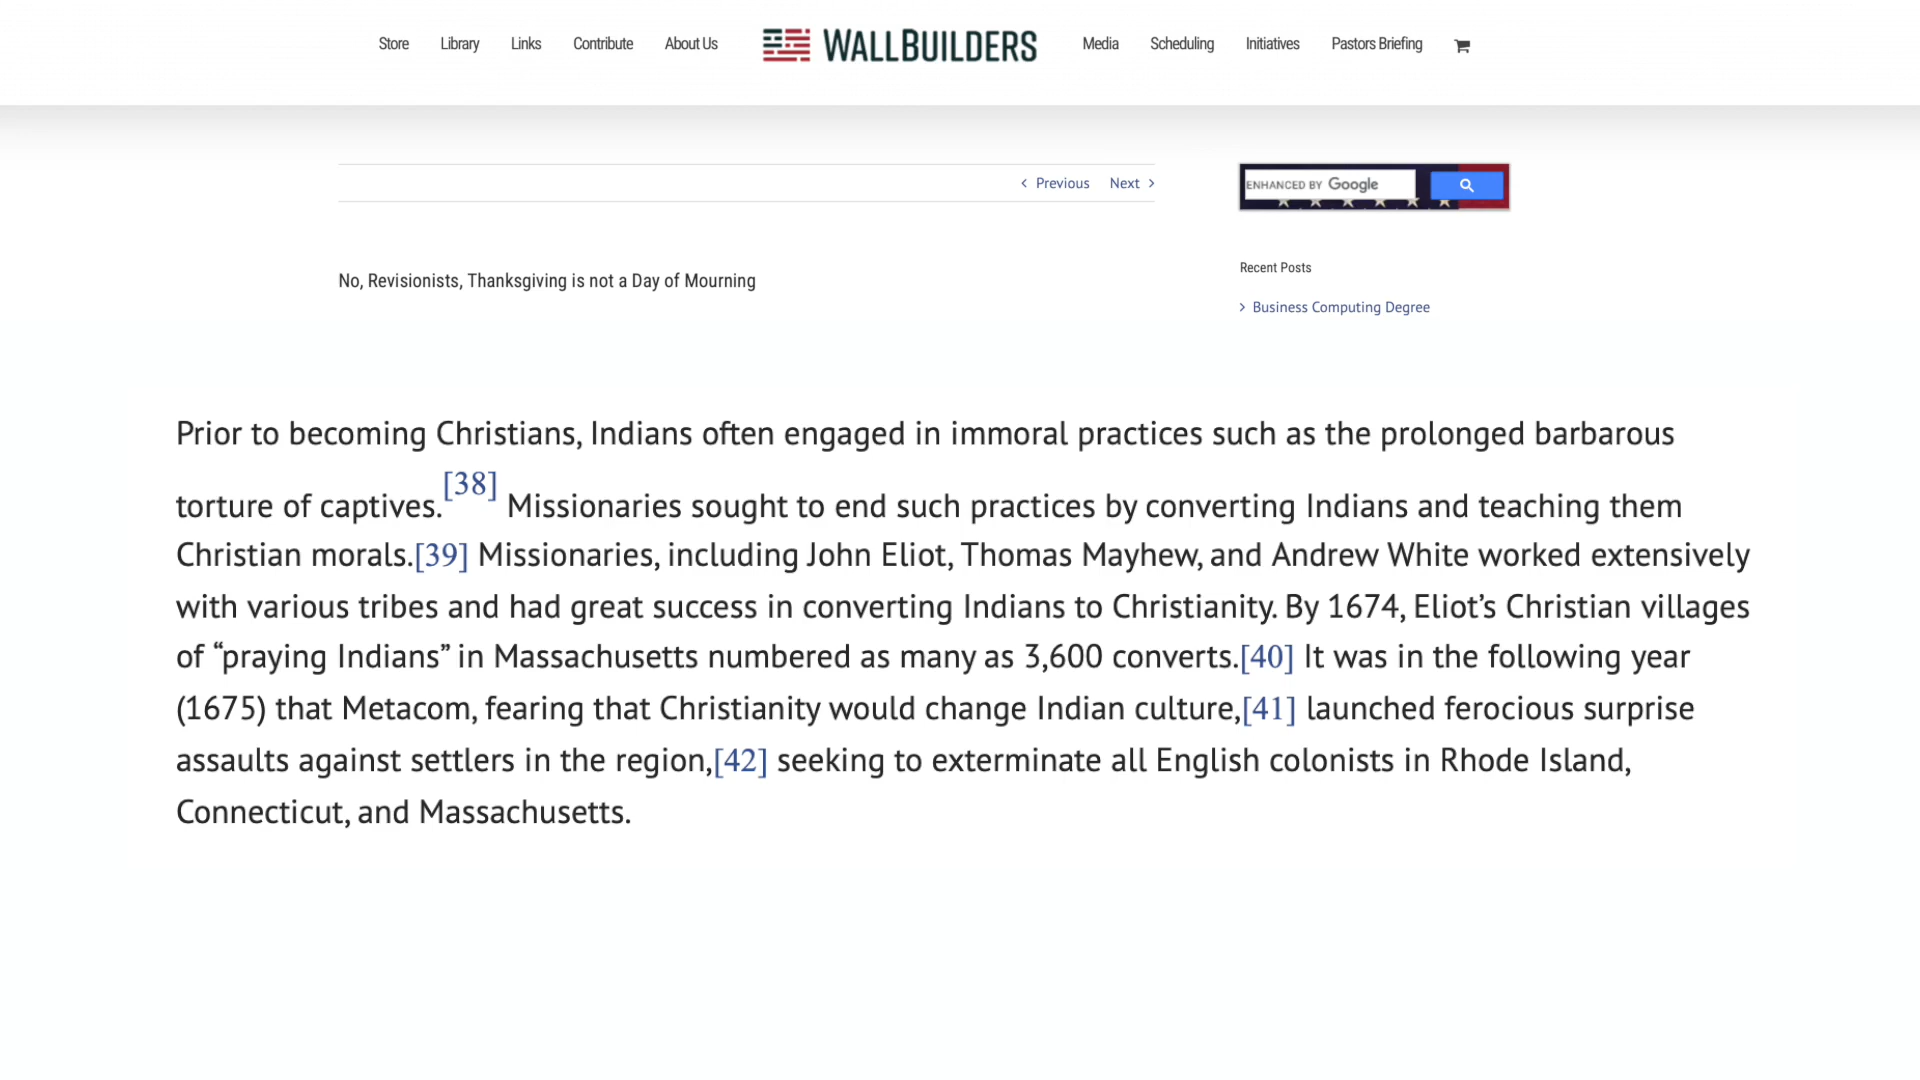 Store Library Links Contribute About Us WALLBUILDERS Media Scheduling Initiatives Pastors Briefing
Previous Next
ENHANCED BY Google
No, Revisionists, Thanksgiving is not a Day of Mourning
Recent Posts
Business Computing Degree
Prior to becoming Christians, Indians often engaged in immoral practices such as the prolonged barbarous
torture of captives.[38] Missionaries sought to end such practices by converting Indians and teaching them
Christian morals.[39] Missionaries, including John Eliot, Thomas Mayhew, and Andrew White worked extensively
with various tribes and had great success in converting Indians to Christianity. By 1674, Eliot’s Christian villages
of “praying Indians” in Massachusetts numbered as many as 3,600 converts.[40] It was in the following year
(1675) that Metacom, fearing that Christianity would change Indian culture,[41] launched ferocious surprise
assaults against settlers in the region,[42] seeking to exterminate all English colonists in Rhode Island,
Connecticut, and Massachusetts.